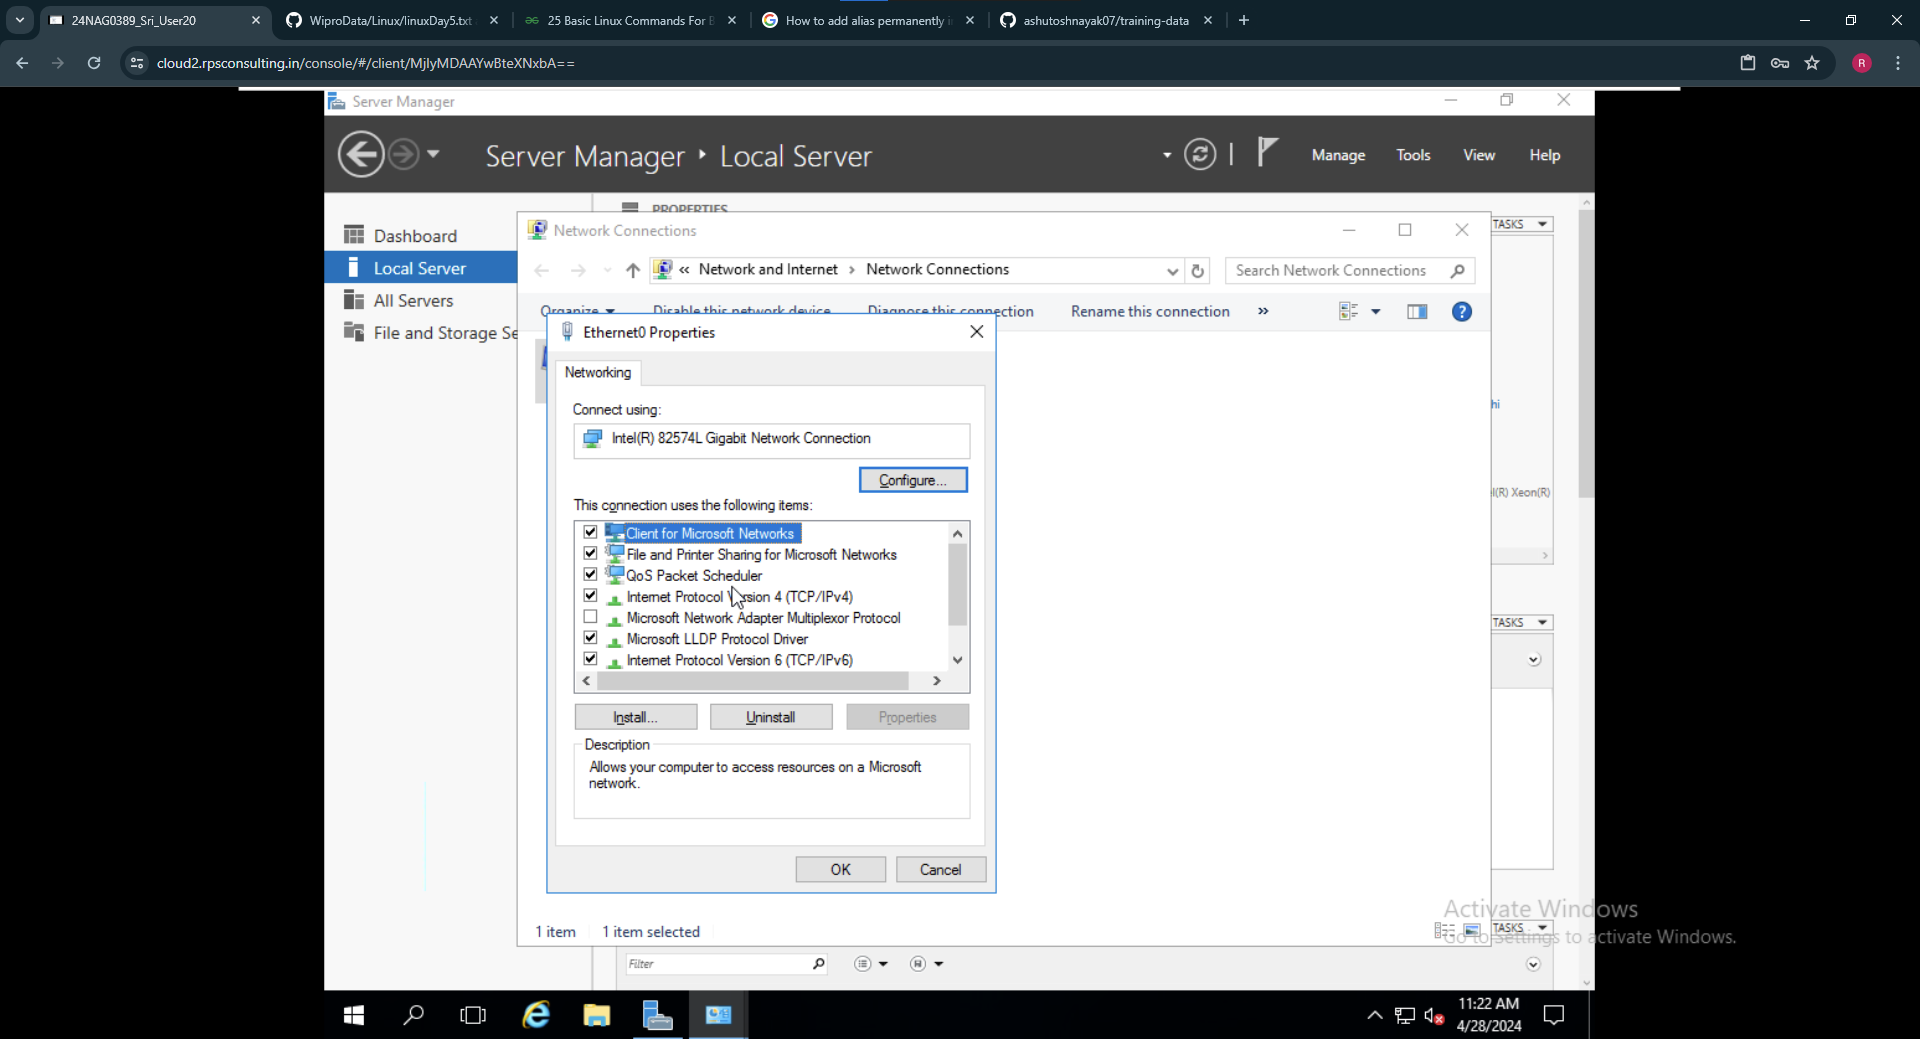 24NAG0389_Sri_User20
WiproData/Linux/linuxDay5.txt
25 Basic Linux Commands For B
How to add alias permanently i
ashutoshnayak07/training-data
cloud2.rpsconsulting.in/console/#/client/MjIyMDAAYwBteXNxbA==
R
Server Manager
Server Manager ‣ Local Server
Manage
Tools
View
Help
Dashboard
Local Server
All Servers
File and Storage Se
PROPERTIES
TASKS
Network Connections
« Network and Internet › Network Connections
Search Network Connections
Organize
Disable this network device
Diagnose this connection
Rename this connection
»
Ethernet0 Properties
Networking
Connect using:
Intel(R) 82574L Gigabit Network Connection
Configure...
This connection uses the following items:
Client for Microsoft Networks
File and Printer Sharing for Microsoft Networks
QoS Packet Scheduler
Internet Protocol Version 4 (TCP/IPv4)
Microsoft Network Adapter Multiplexor Protocol
Microsoft LLDP Protocol Driver
Internet Protocol Version 6 (TCP/IPv6)
Install...
Uninstall
Properties
Description
Allows your computer to access resources on a Microsoft
network.
OK
Cancel
hi
l(R) Xeon(R)
TASKS
1 item
1 item selected
TASKS
Activate Windows
Go to Settings to activate Windows.
Filter
11:22 AM
4/28/2024